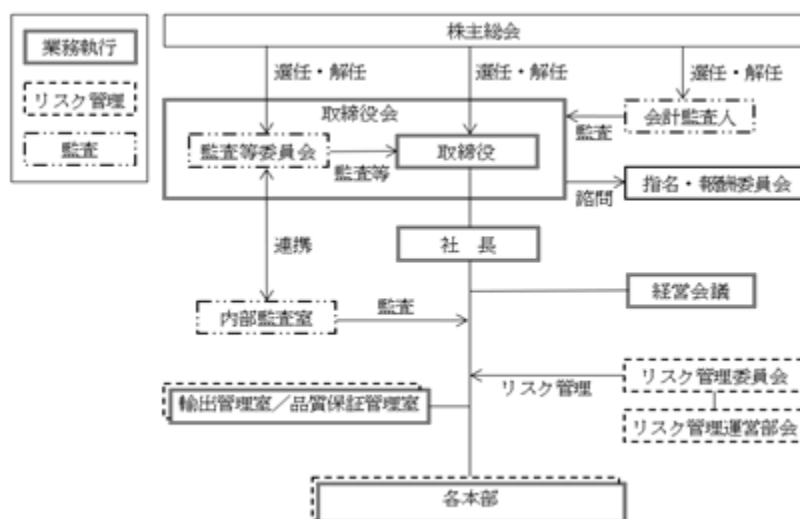 業務執行
リスク管理
監査
株主総会
選任・解任
選任・解任
選任・解任
取締役会
会計監査人
監査
監査等委員会
監査等
取締役
指名・報酬委員会
諮問
社 長
連携
経営会議
内部監査室
監査
リスク管理
リスク管理委員会
輸出管理室／品質保証管理室
リスク管理運営部会
各本部